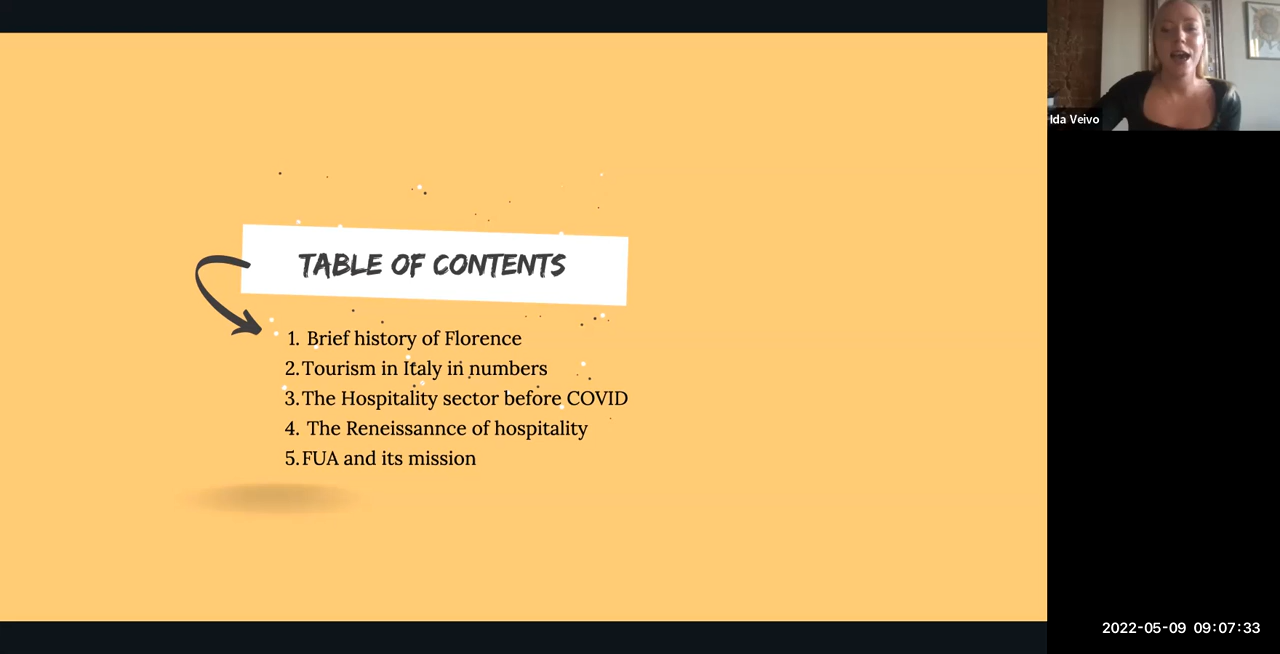 TABLE OF CONTENTS
1. Brief history of Florence
2. Tourism in Italy in numbers
3. The Hospitality sector before COVID
4. The Reneissannce of hospitality
5. FUA and its mission
Ida Veivo
2022-05-09 09:07:33